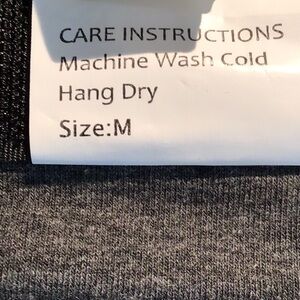 CARE INSTRUCTIONS
Machine Wash Cold
Hang Dry
Size:M